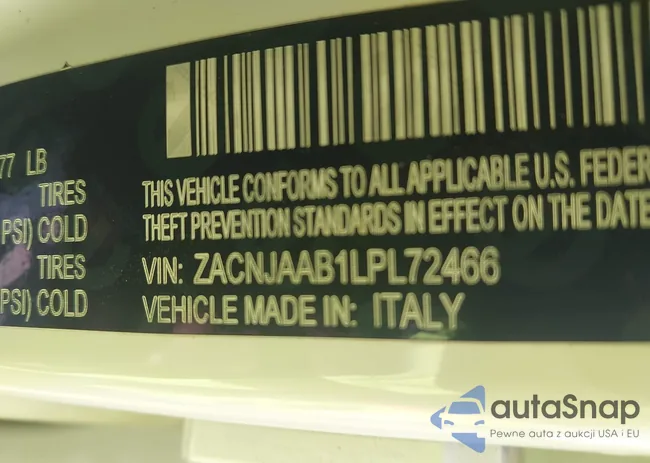 77 LB
TIRES
PSI) COLD
TIRES
PSI) COLD
THIS VEHICLE CONFORMS TO ALL APPLICABLE U.S. FEDER
THEFT PREVENTION STANDARDS IN EFFECT ON THE DATE
VIN: ZACNJAAB1LPL72466
VEHICLE MADE IN: ITALY
autaSnap
Pewne auta z aukcji USA i EU